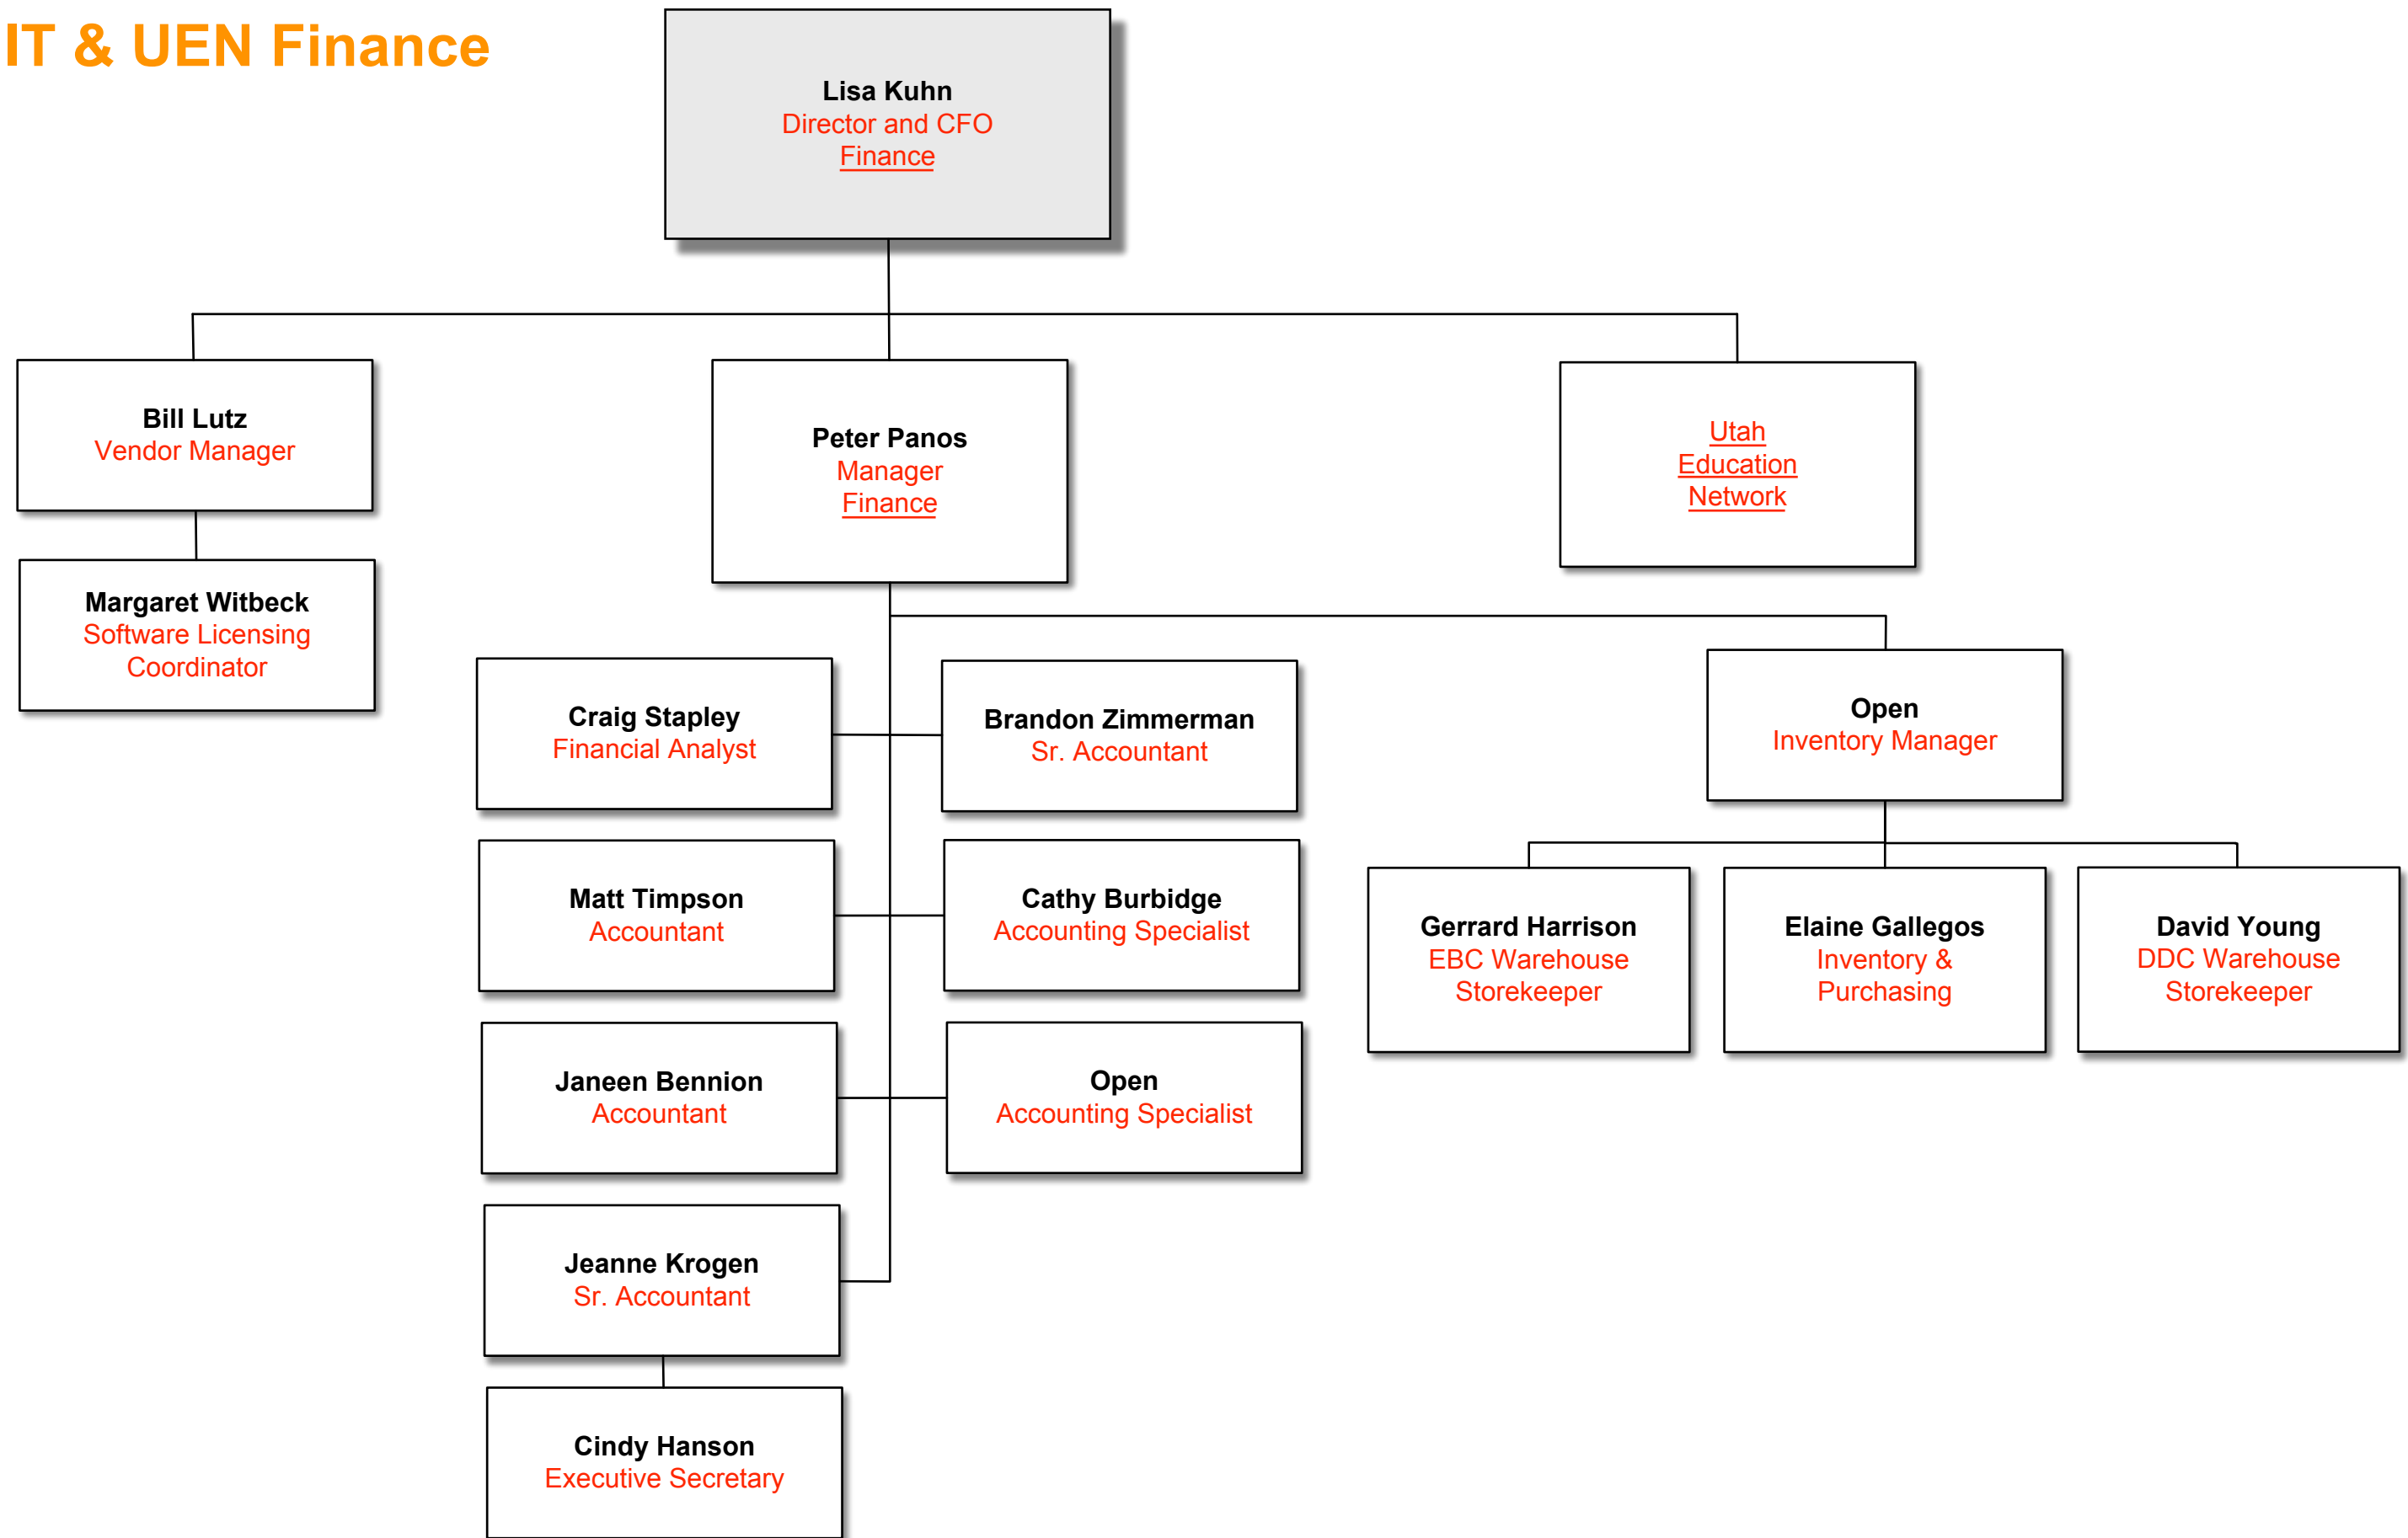 IT & UEN Finance
Lisa Kuhn
Director and CFO
Finance
Bill Lutz
Vendor Manager
Peter Panos
Manager
Finance
Utah
Education
Network
Margaret Witbeck
Software Licensing
Coordinator
Craig Stapley
Financial Analyst
Brandon Zimmerman
Sr. Accountant
Open
Inventory Manager
Matt Timpson
Accountant
Cathy Burbidge
Accounting Specialist
Gerrard Harrison
EBC Warehouse
Storekeeper
Elaine Gallegos
Inventory &
Purchasing
David Young
DDC Warehouse
Storekeeper
Janeen Bennion
Accountant
Open
Accounting Specialist
Jeanne Krogen
Sr. Accountant
Cindy Hanson
Executive Secretary